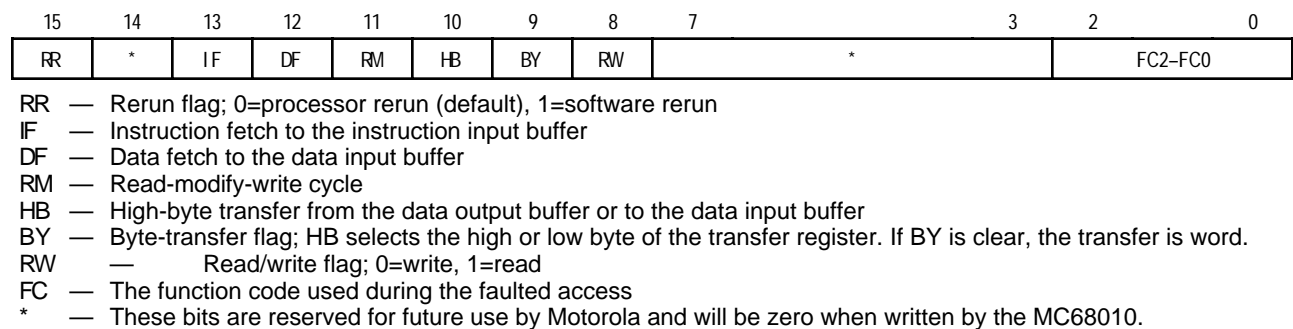 15 14 13 12 11 10 9 8 7 3 2 0
RR * IF DF RM HB BY RW * FC2–FC0
RR — Rerun flag; 0=processor rerun (default), 1=software rerun
IF — Instruction fetch to the instruction input buffer
DF — Data fetch to the data input buffer
RM — Read-modify-write cycle
HB — High-byte transfer from the data output buffer or to the data input buffer
BY — Byte-transfer flag; HB selects the high or low byte of the transfer register. If BY is clear, the transfer is word.
RW — Read/write flag; 0=write, 1=read
FC — The function code used during the faulted access
* — These bits are reserved for future use by Motorola and will be zero when written by the MC68010.